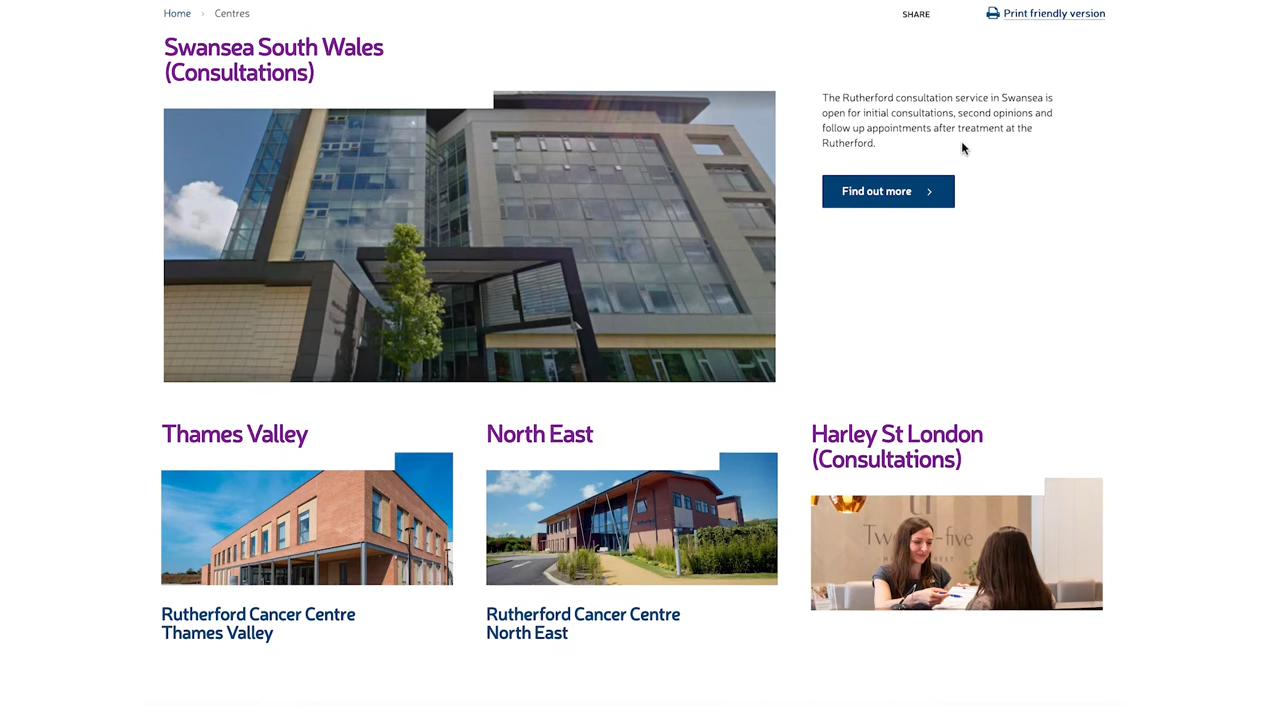 Home > Centres
SHARE
Print friendly version
Swansea South Wales
(Consultations)
The Rutherford consultation service in Swansea is
open for initial consultations, second opinions and
follow up appointments after treatment at the
Rutherford.
Find out more >
Thames Valley
North East
Harley St London
(Consultations)
Rutherford Cancer Centre
Thames Valley
Rutherford Cancer Centre
North East